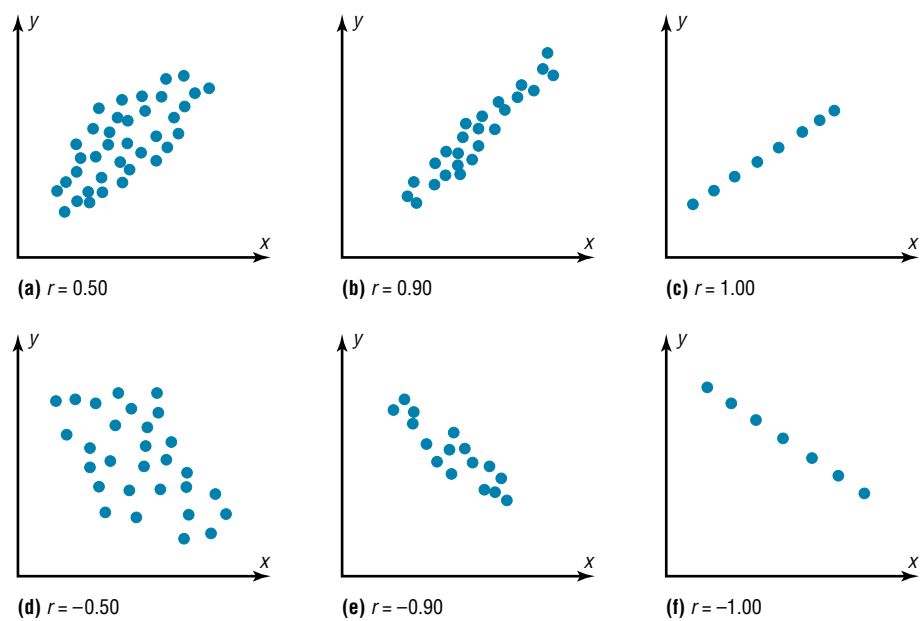 y
x
(a) r = 0.50
y
x
(b) r = 0.90
y
x
(c) r = 1.00
y
x
(d) r = −0.50
y
x
(e) r = −0.90
y
x
(f) r = −1.00